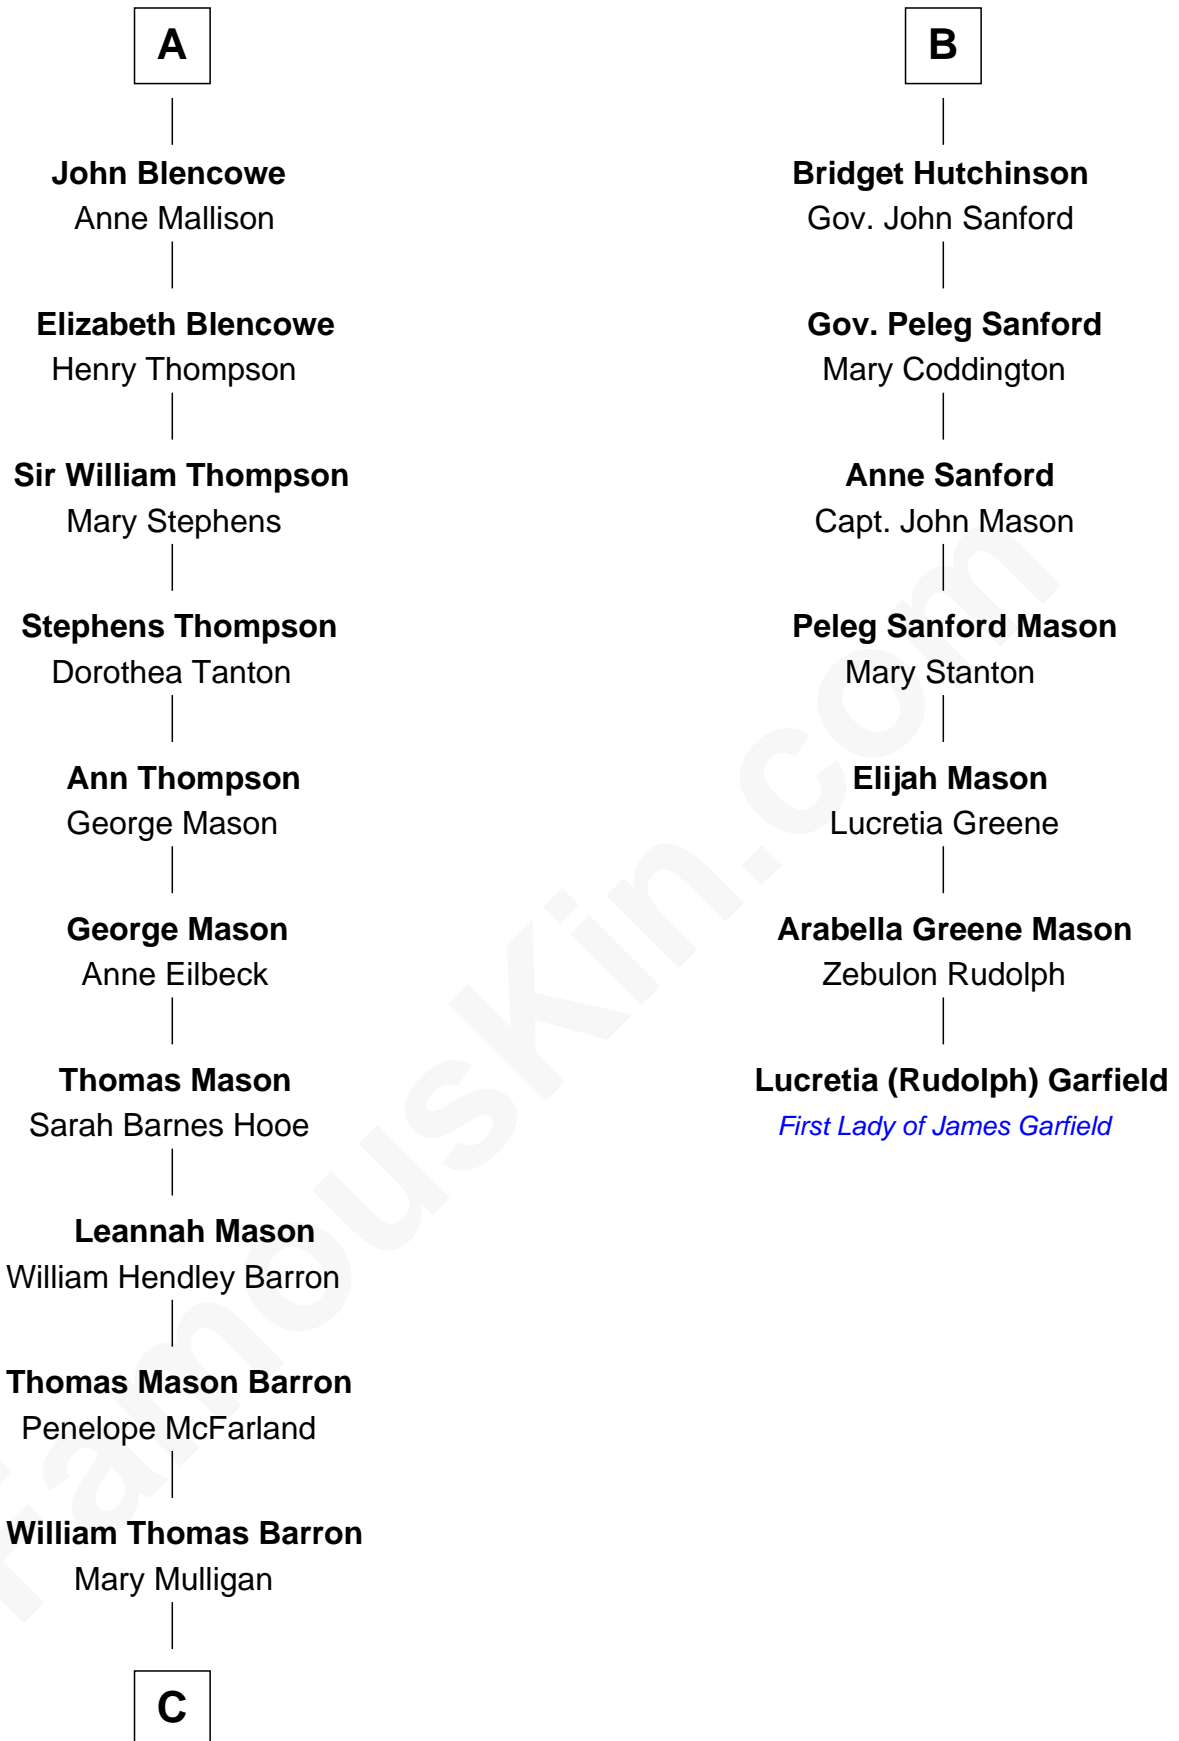 A
John Blencowe
Anne Mallison
Elizabeth Blencowe
Henry Thompson
Sir William Thompson
Mary Stephens
Stephens Thompson
Dorothea Tanton
Ann Thompson
George Mason
George Mason
Anne Eilbeck
Thomas Mason
Sarah Barnes Hooe
Leannah Mason
William Hendley Barron
Thomas Mason Barron
Penelope McFarland
William Thomas Barron
Mary Mulligan
C
B
Bridget Hutchinson
Gov. John Sanford
Gov. Peleg Sanford
Mary Coddington
Anne Sanford
Capt. John Mason
Peleg Sanford Mason
Mary Stanton
Elijah Mason
Lucretia Greene
Arabella Greene Mason
Zebulon Rudolph
Lucretia (Rudolph) Garfield
First Lady of James Garfield
FamousKin.com